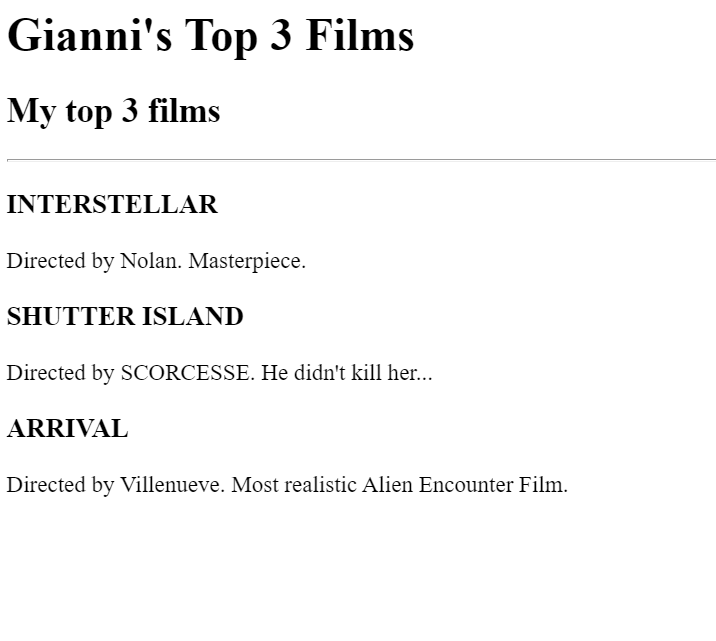 Gianni's Top 3 Films
My top 3 films
INTERSTELLAR
Directed by Nolan. Masterpiece.
SHUTTER ISLAND
Directed by SCORCESSE. He didn't kill her...
ARRIVAL
Directed by Villenueve. Most realistic Alien Encounter Film.